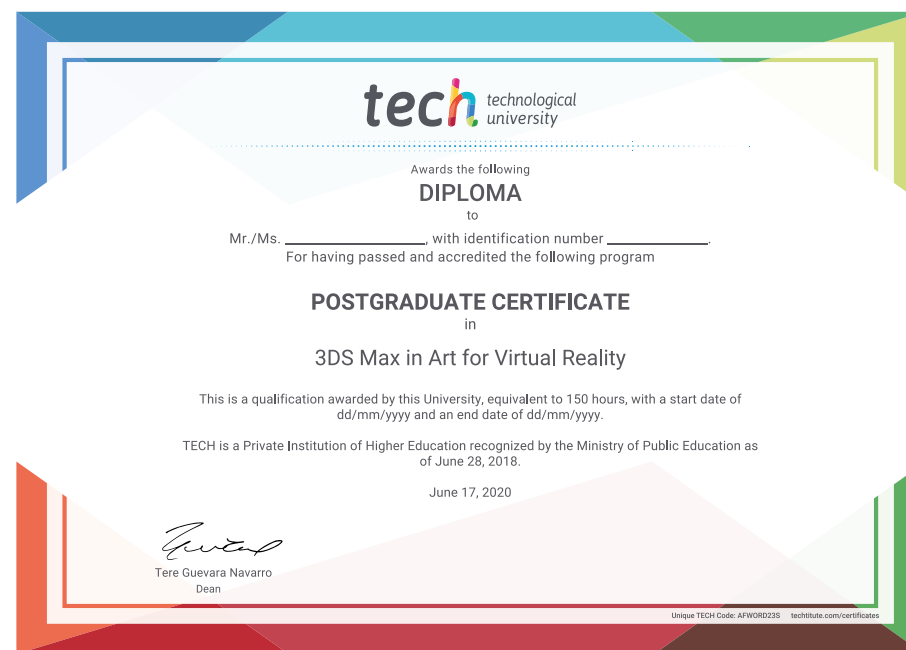 tech technological
university
Awards the following
DIPLOMA
to
Mr./Ms. ____________, with identification number ____________.
For having passed and accredited the following program
POSTGRADUATE CERTIFICATE
in
3DS Max in Art for Virtual Reality
This is a qualification awarded by this University, equivalent to 150 hours, with a start date of
dd/mm/yyyy and an end date of dd/mm/yyyy.
TECH is a Private Institution of Higher Education recognized by the Ministry of Public Education as
of June 28, 2018.
June 17, 2020
Tere Guevara Navarro
Dean
Unique TECH Code: AFWORD23S techtitute.com/certificates